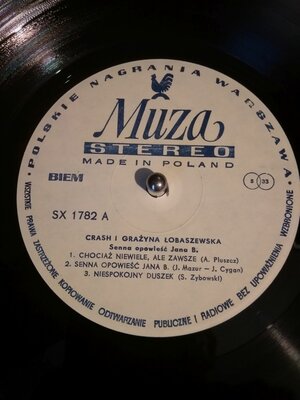 • POLSKIE NAGRANIA WARSZAWA •
Muza
STEREO
MADE IN POLAND
BIEM
S 33
SX 1782 A
CRASH I GRAŻYNA ŁOBASZEWSKA
Senna opowieść Jana B.
1. CHOCIAŻ NIEWIELE, ALE ZAWSZE (A. Pluszcz)
2. SENNA OPOWIEŚĆ JANA B. (J. Mazur — J. Cygan)
3. NIESPOKOJNY DUSZEK (S. Zybowski)
WSZELKIE PRAWA ZASTRZEŻONE KOPIOWANIE ODTWARZANIE PUBLICZNE I RADIOWE BEZ UPOWAŻNIENIA WZBRONIONE